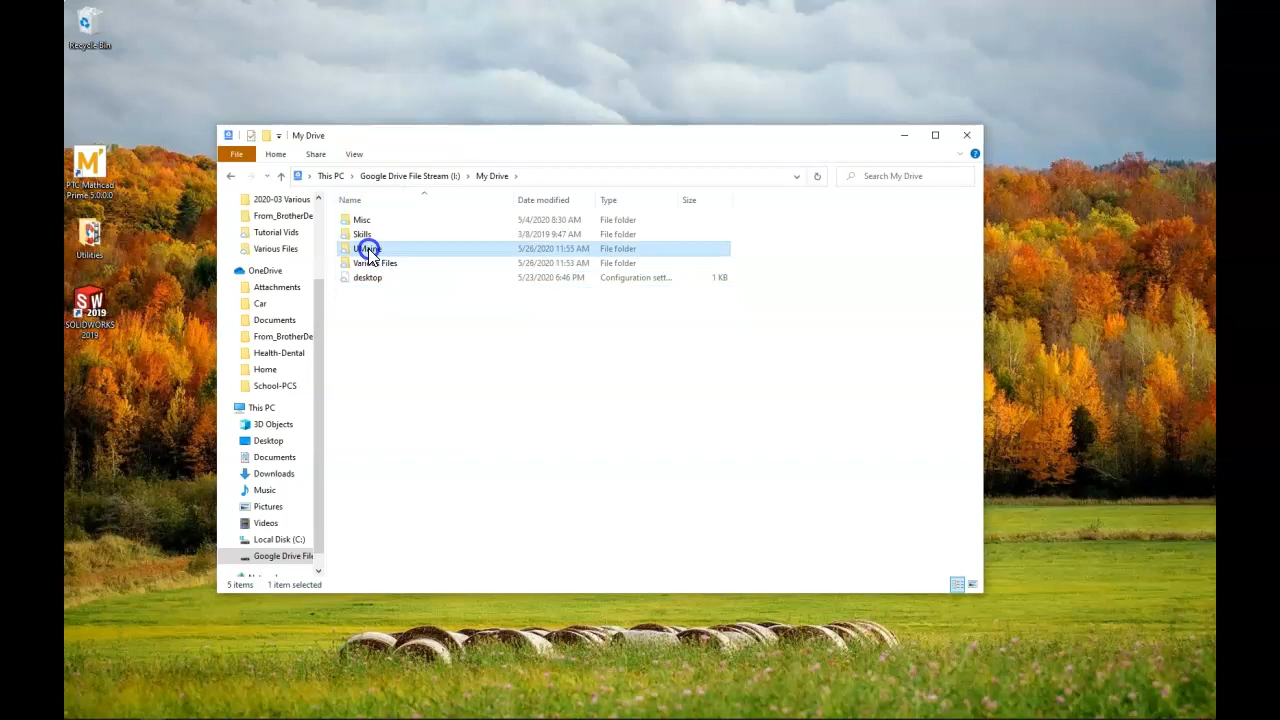 Recycle Bin
PTC Mathcad
Prime 5.0.0.0
Utilities
SW
2019
SOLIDWORKS
2019
My Drive
File Home Share View
This PC > Google Drive File Stream (I:) > My Drive >
Search My Drive
Name Date modified Type Size
2020-03 Various
From_BrotherDe
Tutorial Vids
Various Files
OneDrive
Attachments
Car
Documents
From_BrotherDe
Health-Dental
Home
School-PCS
This PC
3D Objects
Desktop
Documents
Downloads
Music
Pictures
Videos
Local Disk (C:)
Google Drive File
Misc 5/4/2020 8:30 AM File folder
Skills 3/8/2019 9:47 AM File folder
5/26/2020 11:55 AM File folder
Various Files 5/26/2020 11:53 AM File folder
desktop 5/23/2020 6:46 PM Configuration sett... 1 KB
5 items 1 item selected